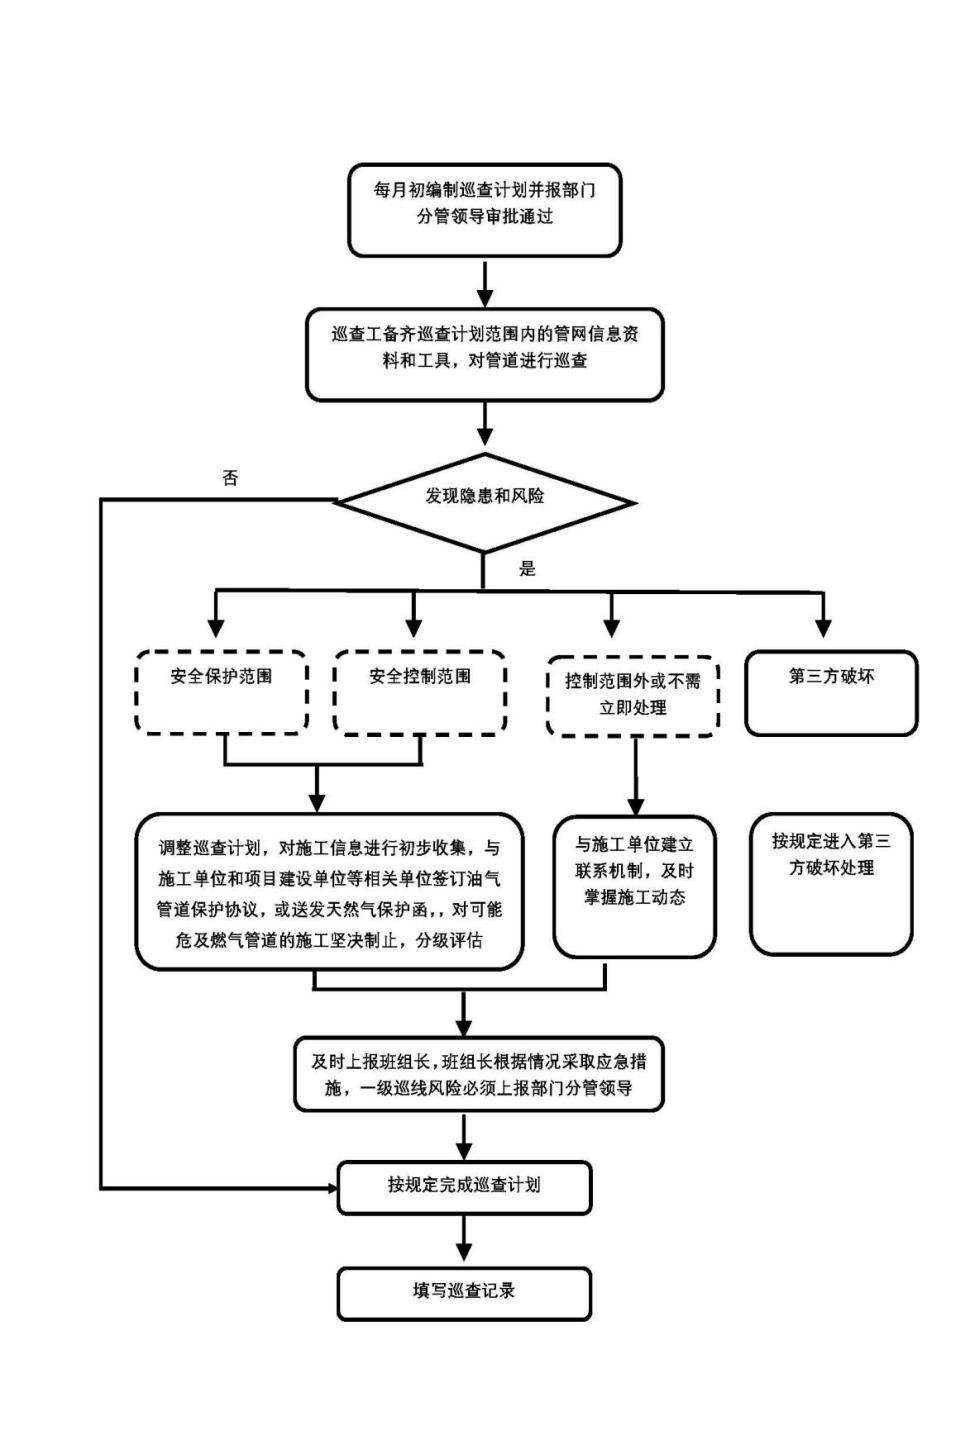 每月初编制巡查计划并报部门
分管领导审批通过
巡查工备齐巡查计划范围内的管网信息资
料和工具，对管道进行巡查
否
发现隐患和风险
是
安全保护范围
安全控制范围
控制范围外或不需
立即处理
第三方破坏
调整巡查计划，对施工信息进行初步收集，与
施工单位和项目建设单位等相关单位签订油气
管道保护协议，或送发天然气保护函，，对可能
危及燃气管道的施工坚决制止，分级评估
与施工单位建立
联系机制，及时
掌握施工动态
按规定进入第三
方破坏处理
及时上报班组长，班组长根据情况采取应急措
施，一级巡线风险必须上报部门分管领导
按规定完成巡查计划
填写巡查记录